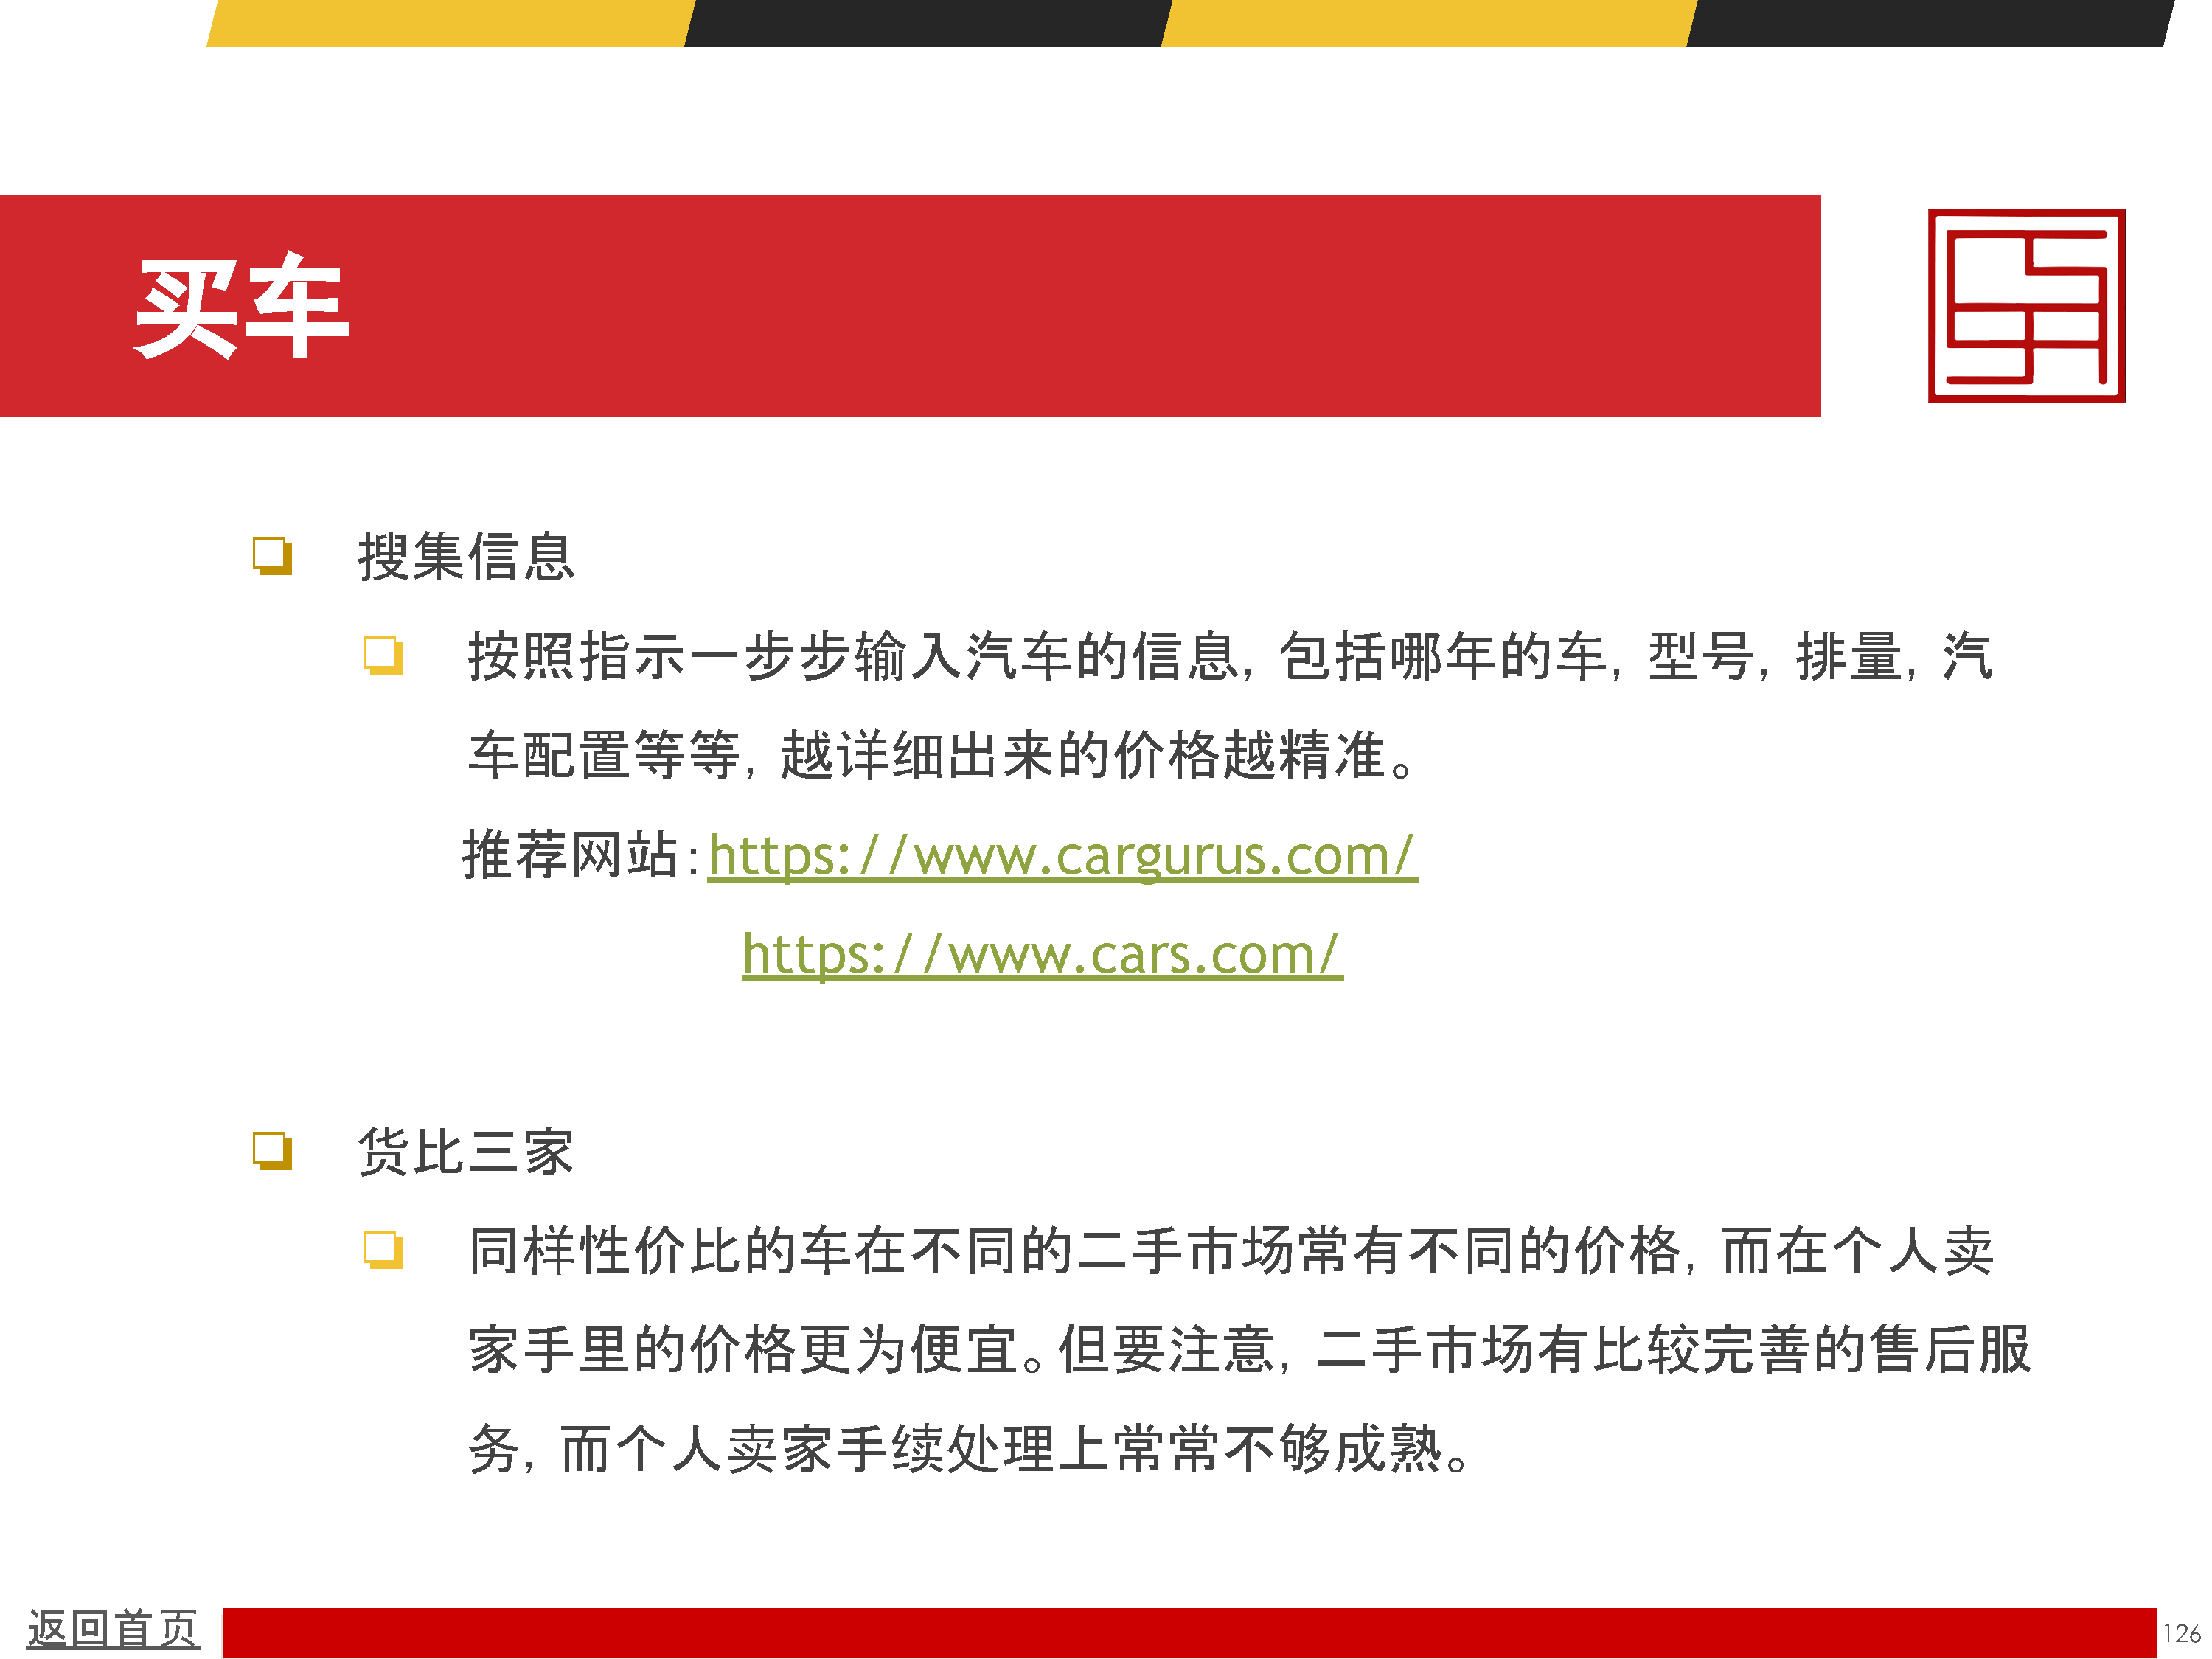 买车
搜集信息
按照指示一步步输入汽车的信息，包括哪年的车，型号，排量，汽
车配置等等，越详细出来的价格越精准。
推荐网站：https://www.cargurus.com/
https://www.cars.com/
货比三家
同样性价比的车在不同的二手市场常有不同的价格，而在个人卖
家手里的价格更为便宜。但要注意，二手市场有比较完善的售后服
务，而个人卖家手续处理上常常不够成熟。
返回首页
126